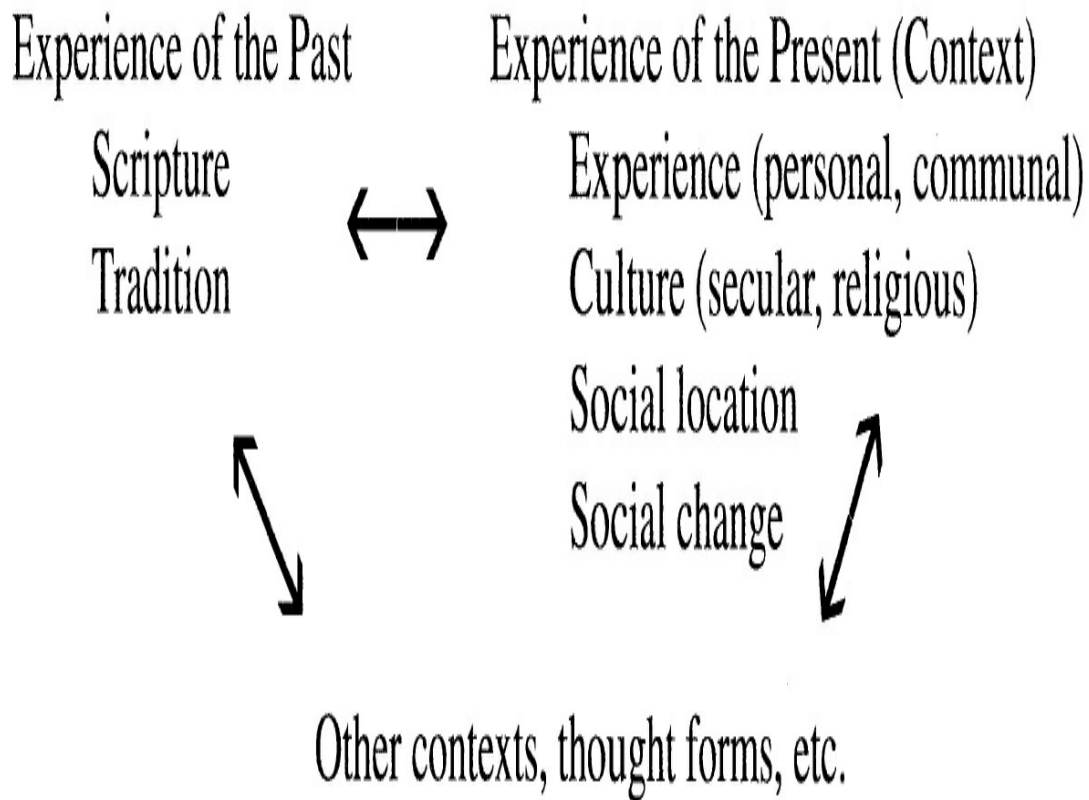 Experience of the Past
Scripture
Tradition
Experience of the Present (Context)
Experience (personal, communal)
Culture (secular, religious)
Social location
Social change
Other contexts, thought forms, etc.